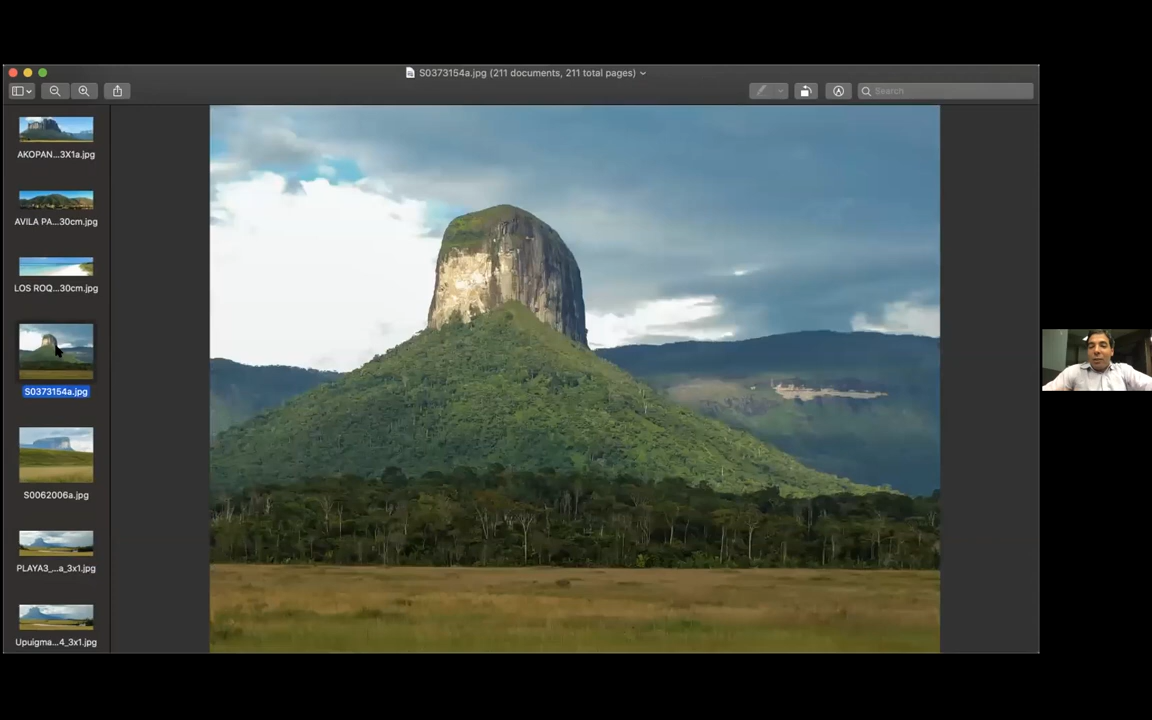 S0373154a.jpg (211 documents, 211 total pages)
Search
AKOPAN...3X1a.jpg
AVILA PA...30cm.jpg
LOS ROQ...30cm.jpg
S0373154a.jpg
S0062006a.jpg
PLAYA3_...a_3x1.jpg
Upuigma...4_3x1.jpg